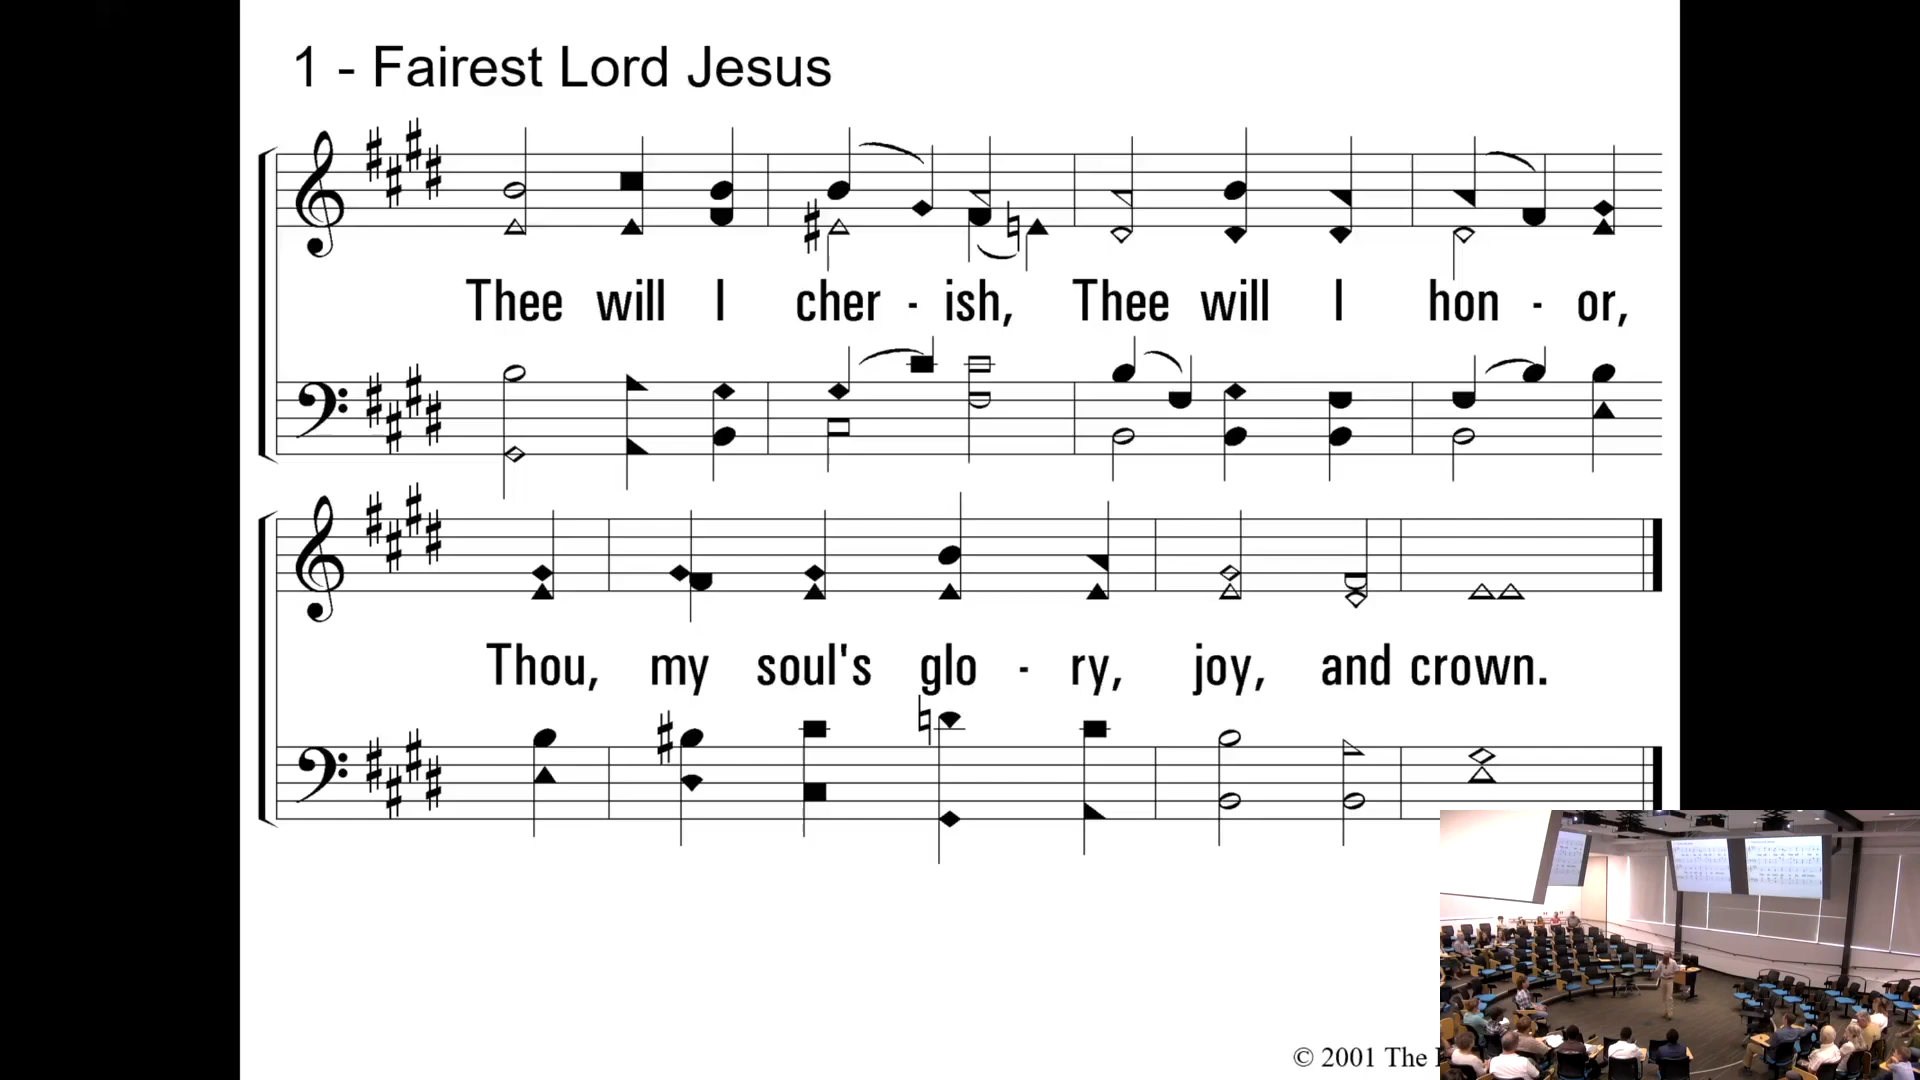 1 - Fairest Lord Jesus
Thee will I cher - ish, Thee will I hon - or,
Thou, my soul's glo - ry, joy, and crown.
© 2001 The